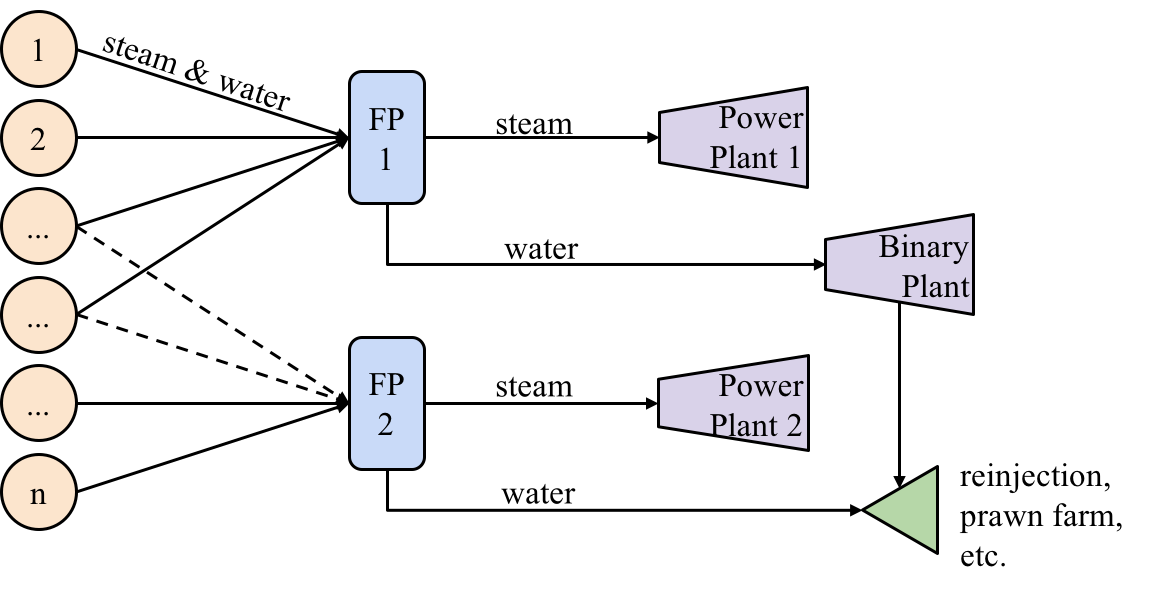 1
steam & water
2
...
...
...
n
FP
1
steam
Power
Plant 1
water
Binary
Plant
FP
2
steam
Power
Plant 2
water
reinjection,
prawn farm,
etc.